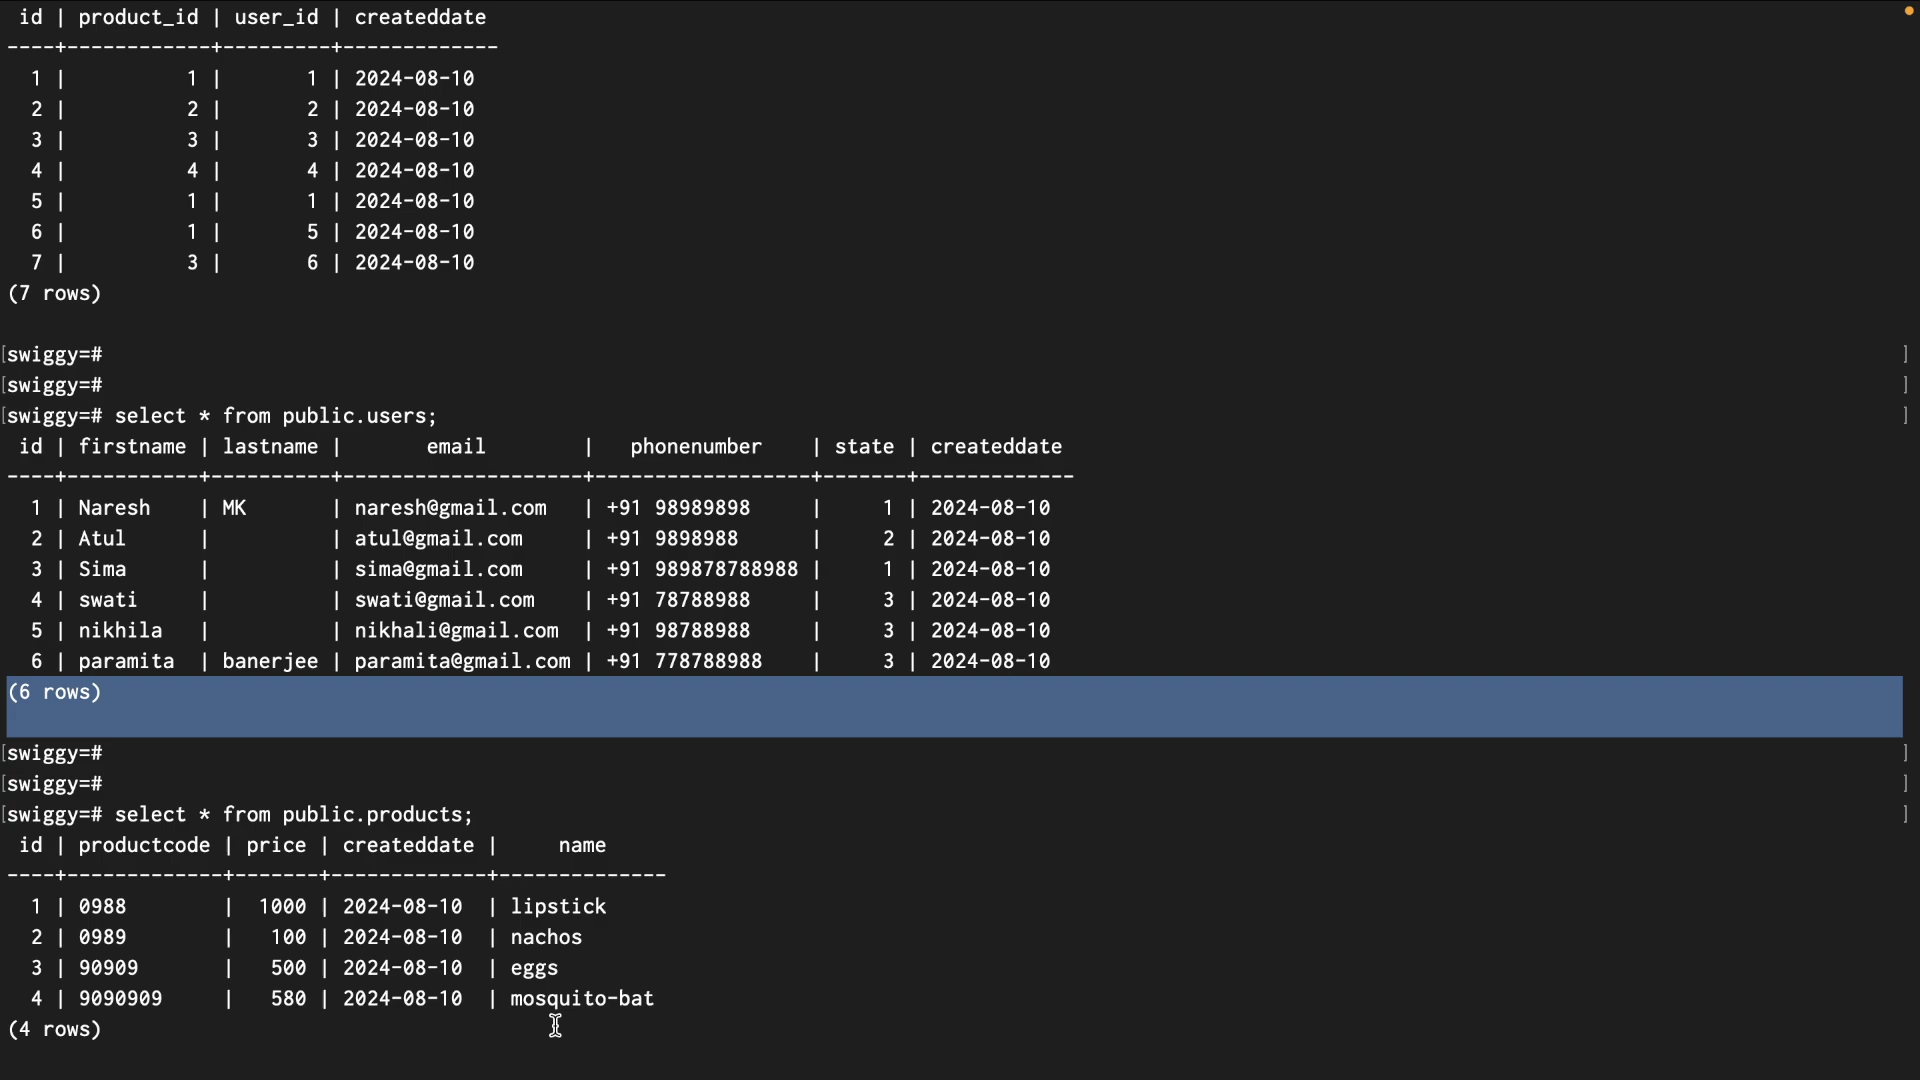 id | product_id | user_id | createddate
----+------------+---------+-------------
  1 |          1 |       1 | 2024-08-10
  2 |          2 |       2 | 2024-08-10
  3 |          3 |       3 | 2024-08-10
  4 |          4 |       4 | 2024-08-10
  5 |          1 |       1 | 2024-08-10
  6 |          1 |       5 | 2024-08-10
  7 |          3 |       6 | 2024-08-10
(7 rows)
[swiggy=# ]
[swiggy=# ]
[swiggy=# select * from public.users; ]
 id | firstname | lastname |       email        |   phonenumber    | state | createddate
----+-----------+----------+--------------------+------------------+-------+-------------
  1 | Naresh    | MK       | naresh@gmail.com   | +91 98989898     |     1 | 2024-08-10
  2 | Atul      |          | atul@gmail.com     | +91 9898988      |     2 | 2024-08-10
  3 | Sima      |          | sima@gmail.com     | +91 989878788988 |     1 | 2024-08-10
  4 | swati     |          | swati@gmail.com    | +91 78788988     |     3 | 2024-08-10
  5 | nikhila   |          | nikhali@gmail.com  | +91 98788988     |     3 | 2024-08-10
  6 | paramita  | banerjee | paramita@gmail.com | +91 778788988    |     3 | 2024-08-10
(6 rows)
[swiggy=# ]
[swiggy=# ]
[swiggy=# select * from public.products; ]
 id | productcode | price | createddate |     name
----+-------------+-------+-------------+--------------
  1 | 0988        |  1000 | 2024-08-10  | lipstick
  2 | 0989        |   100 | 2024-08-10  | nachos
  3 | 90909       |   500 | 2024-08-10  | eggs
  4 | 9090909     |   580 | 2024-08-10  | mosquito-bat
(4 rows)